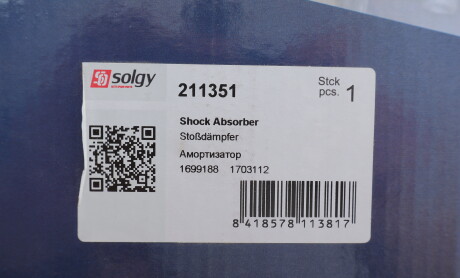 solgy
211351
Stck
pcs. 1
Shock Absorber
Stoßdämpfer
Амортизатор
1699188 1703112
8 418578 113817